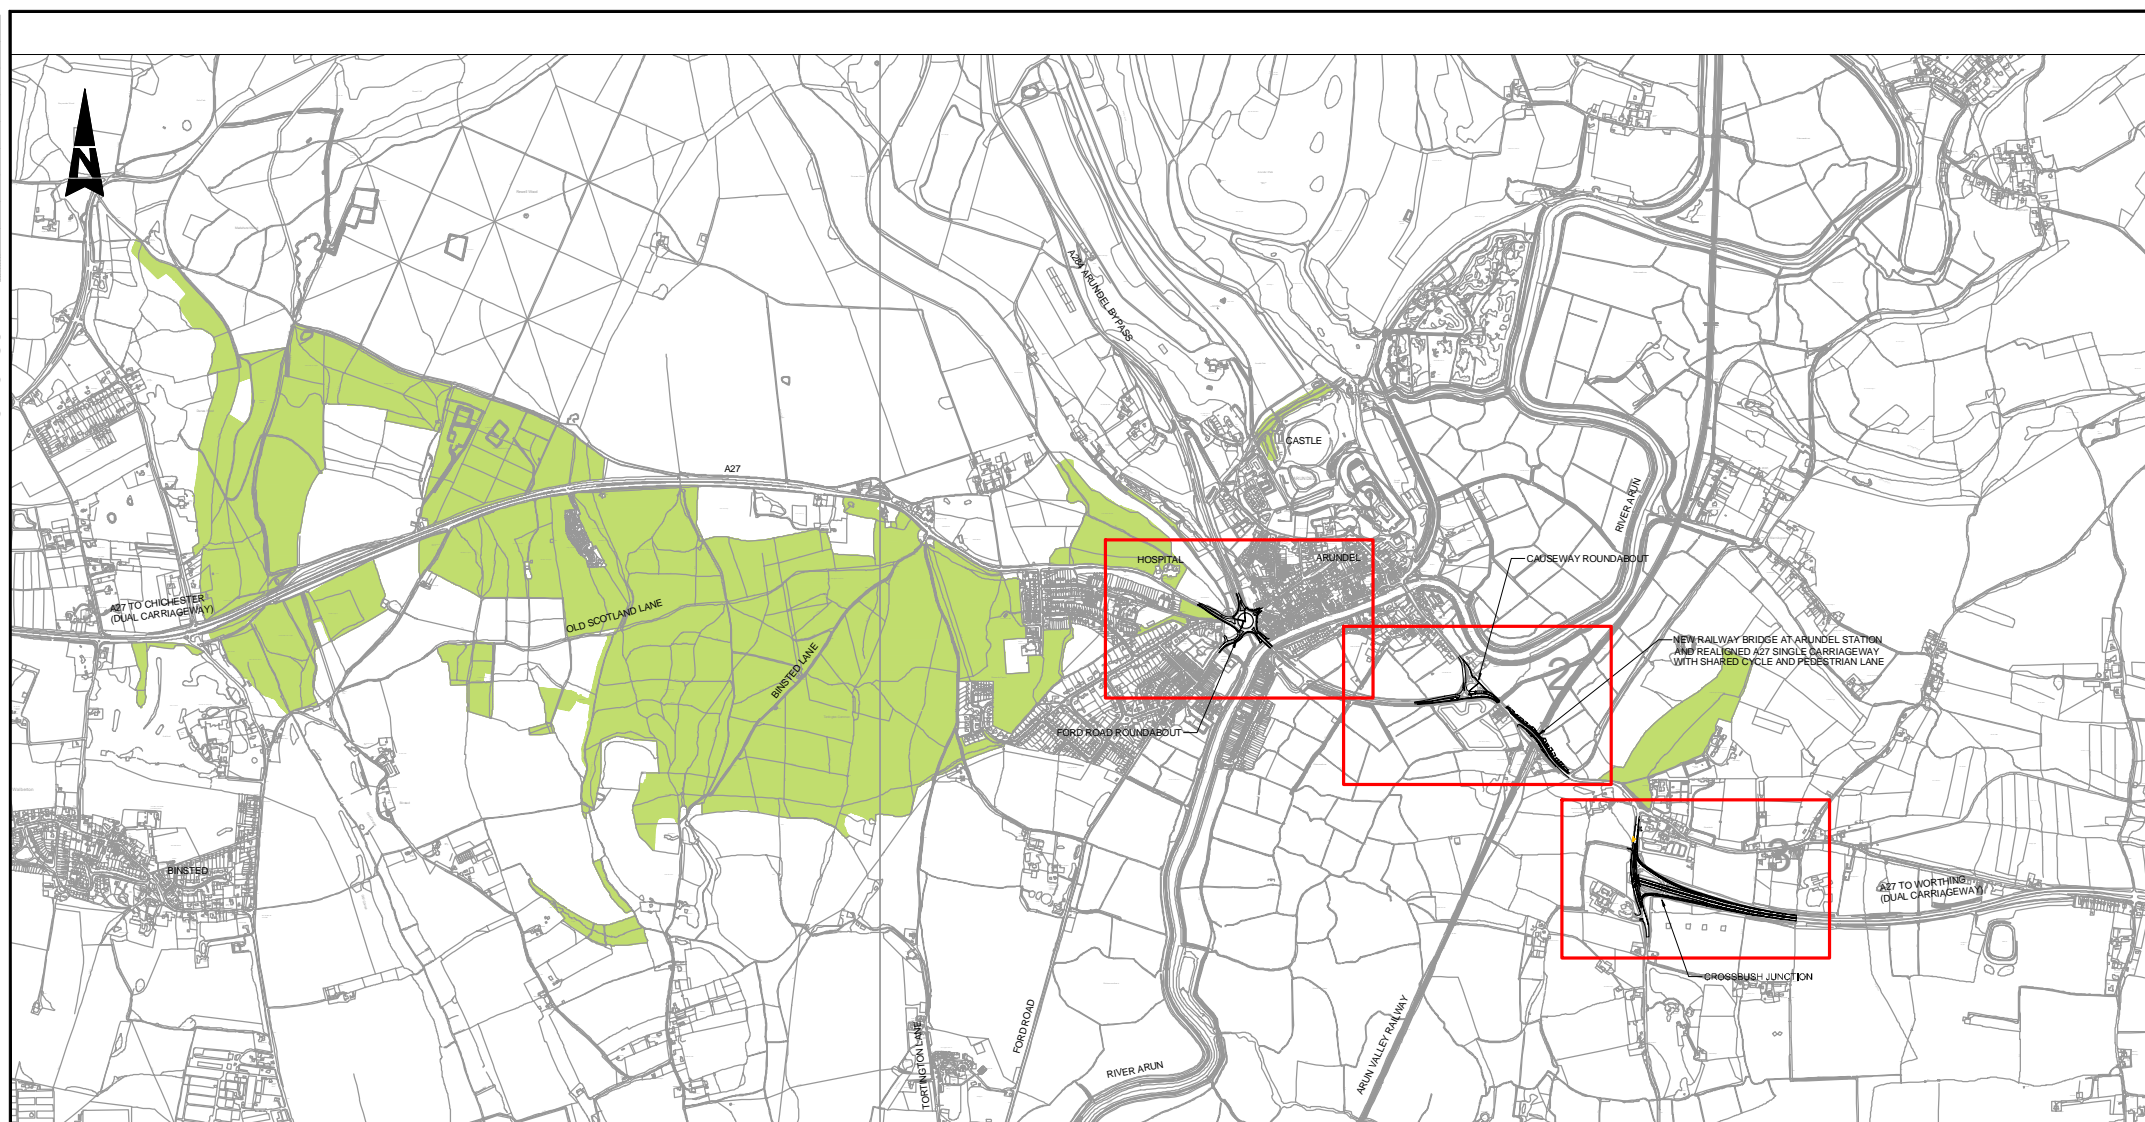 N
A284 ARUNDEL BYPASS
CASTLE
A27
RIVER ARUN
HOSPITAL
ARUNDEL
CAUSEWAY ROUNDABOUT
A27 TO CHICHESTER
(DUAL CARRIAGEWAY)
OLD SCOTLAND LANE
BINSTED LANE
NEW RAILWAY BRIDGE AT ARUNDEL STATION
AND REALIGNED A27 SINGLE CARRIAGEWAY
WITH SHARED CYCLE AND PEDESTRIAN LANE
2
FORD ROAD ROUNDABOUT
3
BINSTED
A27 TO WORTHING
(DUAL CARRIAGEWAY)
CROSSBUSH JUNCTION
TORTINGTON LANE
FORD ROAD
RIVER ARUN
ARUN VALLEY RAILWAY